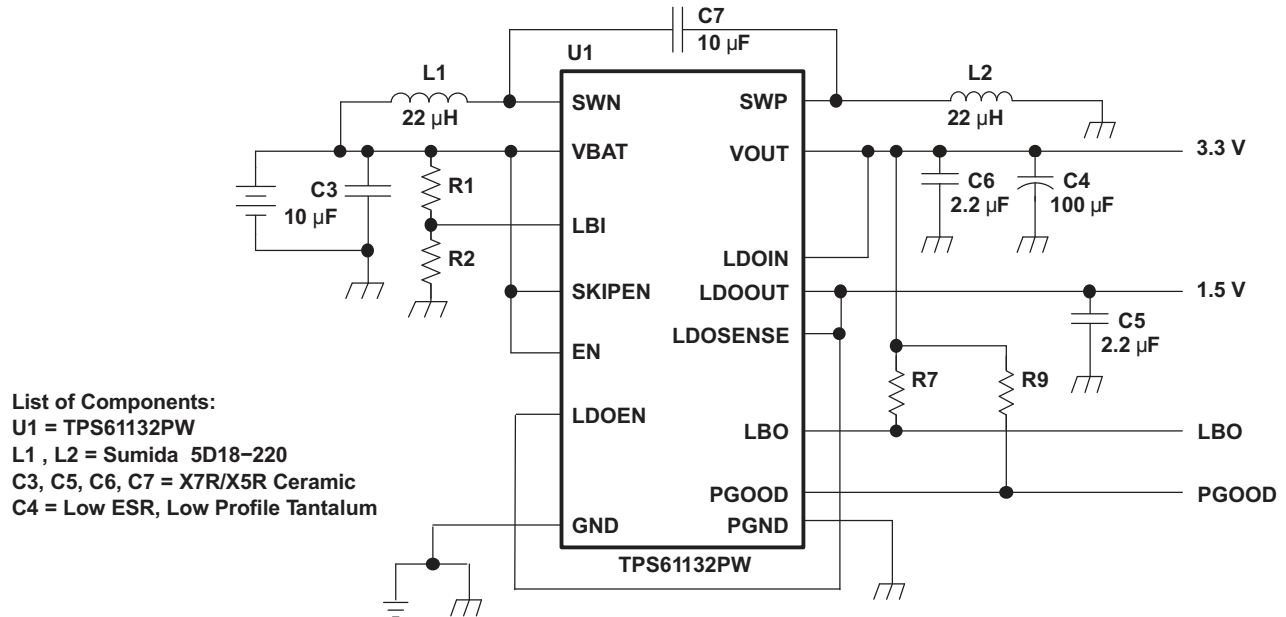 C7
10 µF
U1
L1
22 µH
L2
22 µH
SWN
SWP
VBAT
VOUT
3.3 V
C3
10 µF
R1
C6
2.2 µF
C4
100 µF
LBI
R2
LDOIN
SKIPEN
LDOOUT
1.5 V
LDOSENSE
C5
2.2 µF
EN
R7
R9
List of Components:
U1 = TPS61132PW
L1 , L2 = Sumida 5D18−220
C3, C5, C6, C7 = X7R/X5R Ceramic
C4 = Low ESR, Low Profile Tantalum
LDOEN
LBO
LBO
PGOOD
PGOOD
GND
PGND
TPS61132PW